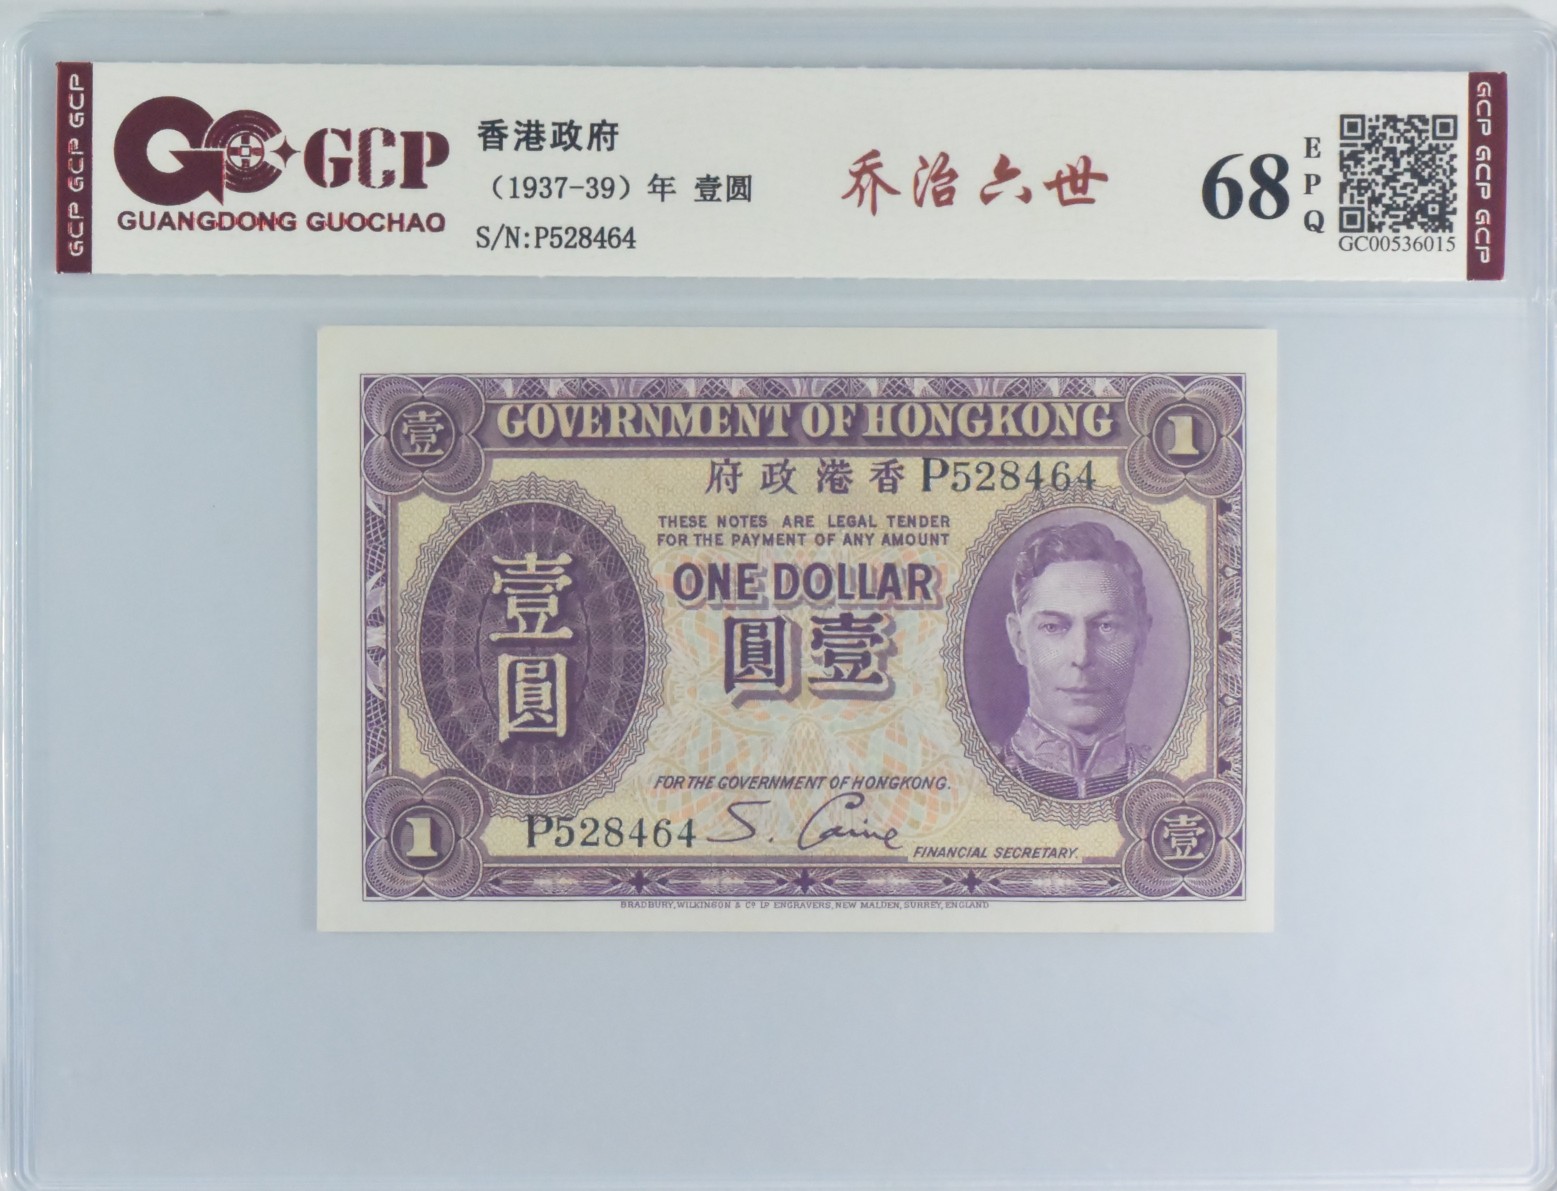 GCP GCP GCP
GC GCP
GUANGDONG GUOCHAO
香港政府
（1937-39）年 壹圆
S/N:P528464
乔治六世
68
EPQ
GC00536015
GCP GCP GCP
壹
GOVERNMENT OF HONGKONG
1
府政港香 P528464
THESE NOTES ARE LEGAL TENDER
FOR THE PAYMENT OF ANY AMOUNT
ONE DOLLAR
圓壹
壹圓
FOR THE GOVERNMENT OF HONGKONG.
1
P528464
S. Caine
FINANCIAL SECRETARY.
壹
BRADBURY, WILKINSON & Co Ld ENGRAVERS, NEW MALDEN, SURREY, ENGLAND